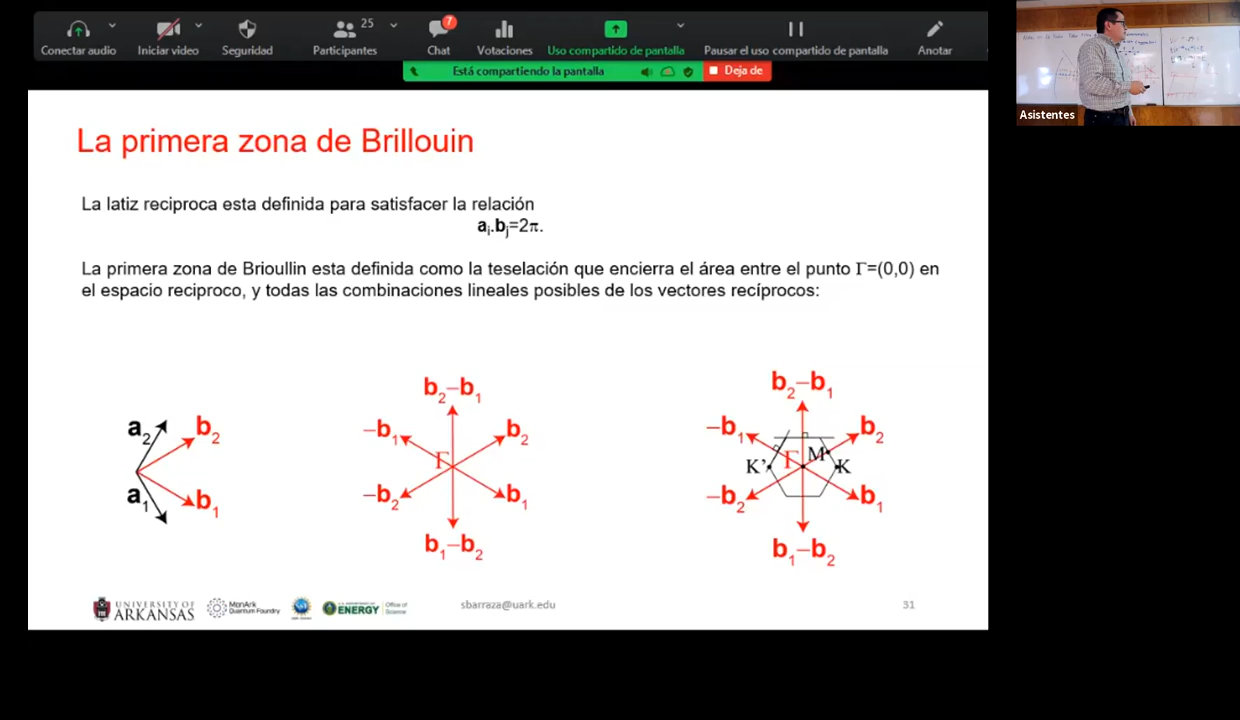 25
7
Conectar audio
Iniciar video
Seguridad
Participantes
Chat
Votaciones
Uso compartido de pantalla
Pausar el uso compartido de pantalla
Anotar
Está compartiendo la pantalla
Deja de
Asistentes
La primera zona de Brillouin
La latiz reciproca esta definida para satisfacer la relación
aᵢ.bⱼ=2π.
La primera zona de Brioullin esta definida como la teselación que encierra el área entre el punto Γ=(0,0) en
el espacio reciproco, y todas las combinaciones lineales posibles de los vectores recíprocos:
a₂
b₂
a₁
b₁
b₂–b₁
–b₁
b₂
Γ
–b₂
b₁
b₁–b₂
b₂–b₁
–b₁
b₂
K’
Γ
M
K
–b₂
b₁
b₁–b₂
UNIVERSITY OF
ARKANSAS
MonArk
Quantum Foundry
ENERGY
Office of
Science
sbarraza@uark.edu
31